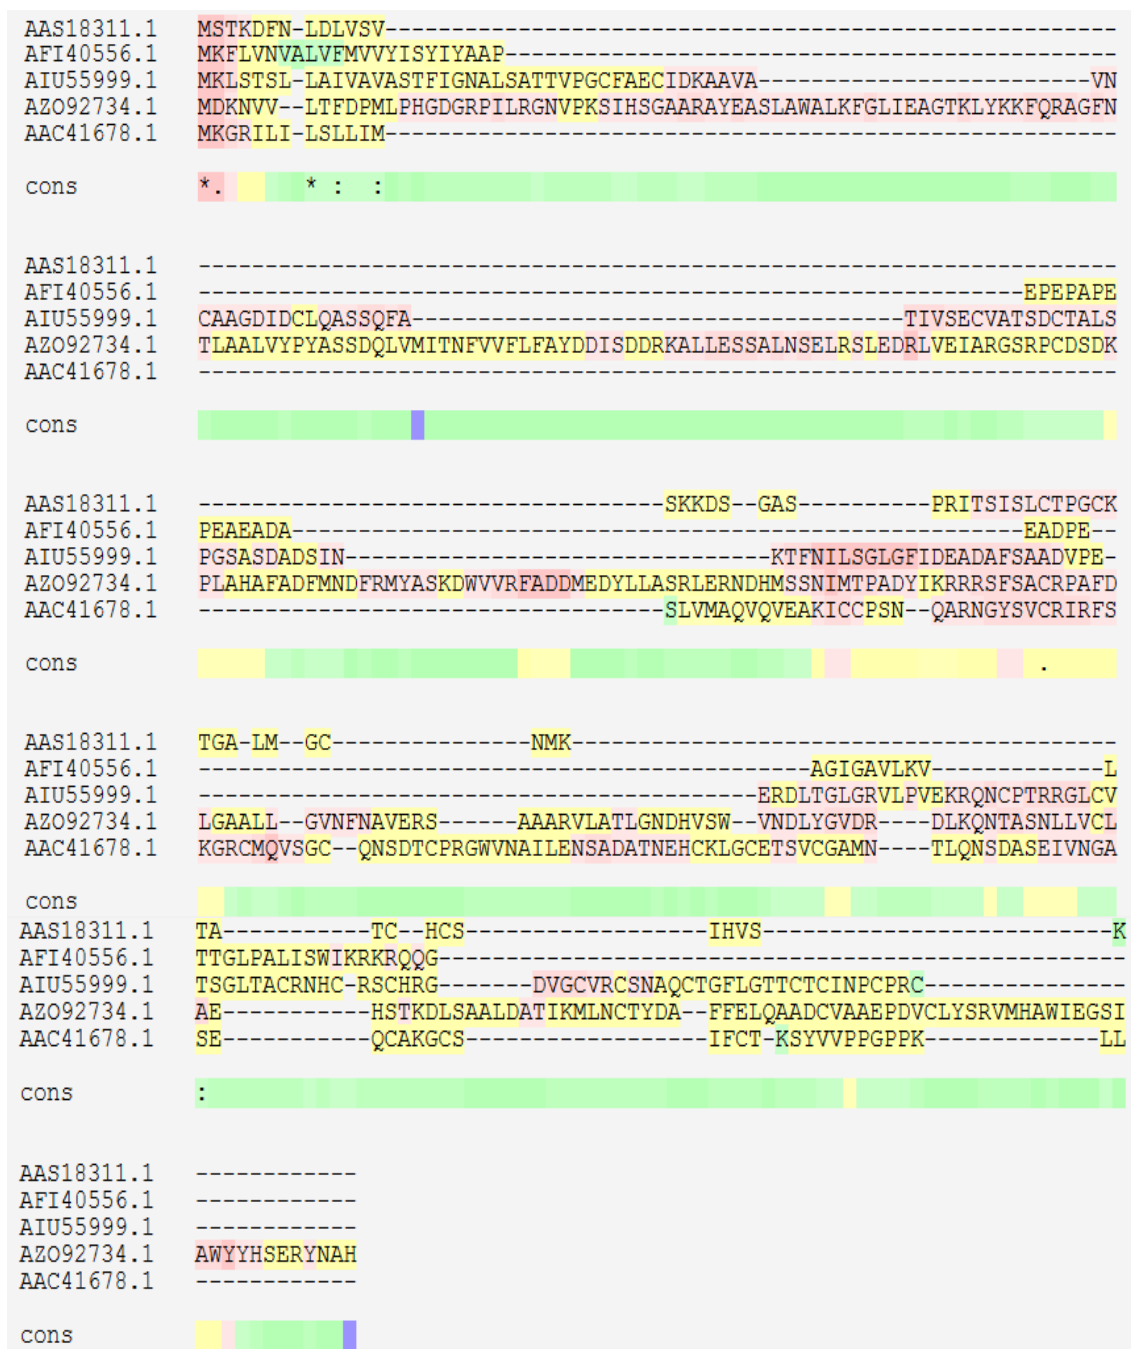 AAS18311.1 MSTKDFN-LDLVSV-------------------------------------------------------
AFI40556.1 MKFLVNVALVFMVVYISYIYAAP----------------------------------------------
AIU55999.1 MKLSTSL-LAIVAVASTFIGNALSATTVPGCFAECIDKAAVA-------------------------VN
AZO92734.1 MDKNVV--LTFDPMLPHGDGRPILRGNVPKSIHSGAARAYEASLAWALKFGLIEAGTKLYKKFQRAGFN
AAC41678.1 MKGRILI-LSLLIM-------------------------------------------------------
cons *. * : :
AAS18311.1 ---------------------------------------------------------------------
AFI40556.1 --------------------------------------------------------------EPEPAPE
AIU55999.1 CAAGDIDCLQASSQFA-------------------------------------TIVSECVATSDCTALS
AZO92734.1 TLAALVYPYASSDQLVMITNFVVFLFAYDDISDDRKALLESSALNSELRSLEDRLVEIARGSRPCDSDK
AAC41678.1 ---------------------------------------------------------------------
cons
AAS18311.1 -----------------------------------SKKDS--GAS----------PRITSISLCTPGCK
AFI40556.1 PEAEADA-------------------------------------------------------EADPE--
AIU55999.1 PGSASDADSIN--------------------------------KTFNILSGLGFIDEADAFSAADVPE-
AZO92734.1 PLAHAFADFMNDFRMYASKDWVVRFADDMEDYLLASRLERNDHMSSNIMTPADYIKRRRSFSACRPAFD
AAC41678.1 -----------------------------------SLVMAQVQVEAKICCPSN--QARNGYSVCRIRFS
cons .
AAS18311.1 TGA-LM--GC---------------NMK-----------------------------------------
AFI40556.1 ----------------------------------------------AGIGAVLKV-------------L
AIU55999.1 ------------------------------------------ERDLTGLGRVLPVEKRQNCPTRRGLCV
AZO92734.1 LGAALL--GVNFNAVERS------AAARVLATLGNDHVSW--VNDLYGVDR----DLKQNTASNLLVCL
AAC41678.1 KGRCMQVSGC--QNSDTCPRGWVNAILENSADATNEHCKLGCETSVCGAMN----TLQNSDASEIVNGA
cons
AAS18311.1 TA-----------TC--HCS------------------IHVS--------------------------K
AFI40556.1 TTGLPALISWIKRKRQQG---------------------------------------------------
AIU55999.1 TSGLTACRNHC-RSCHRG-------DVGCVRCSNAQCTGFLGTTCTCINPCPRC---------------
AZO92734.1 AE-----------HSTKDLSAALDATIKMLNCTYDA--FFELQAADCVAAEPDVCLYSRVMHAWIEGSI
AAC41678.1 SE-----------QCAKGCS------------------IFCT-KSYVVPPGPPK-------------LL
cons :
AAS18311.1 ------------
AFI40556.1 ------------
AIU55999.1 ------------
AZO92734.1 AWYYHSERYNAH
AAC41678.1 ------------
cons